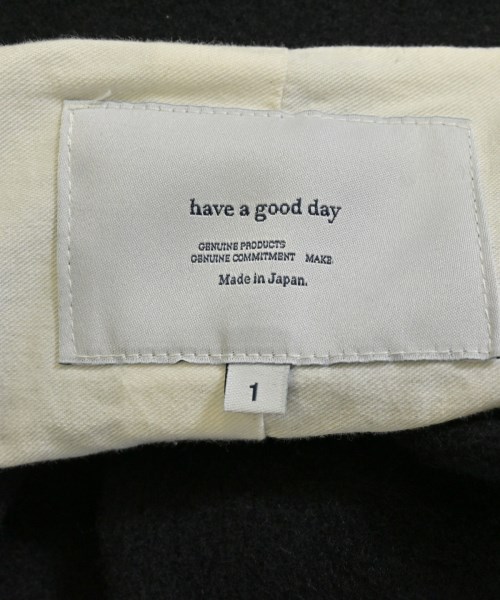 have a good day
GENUINE PRODUCTS
GENUINE COMMITMENT MAKE
Made in Japan.
1